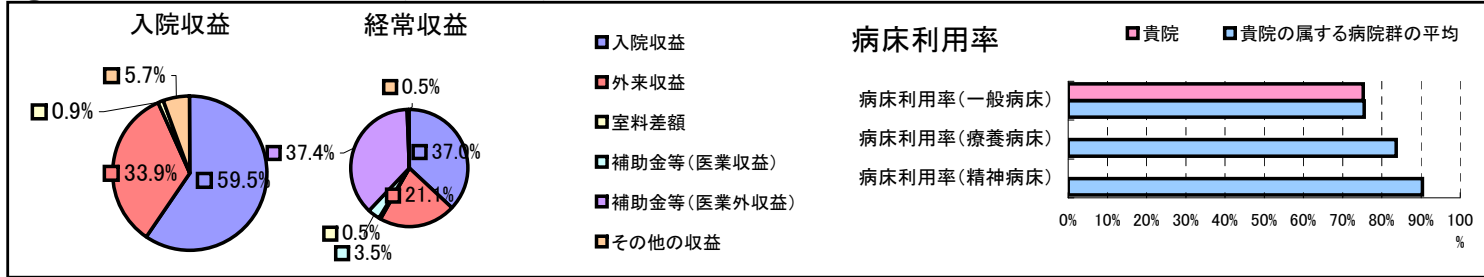 入院収益
5.7%
0.9%
33.9%
59.5%
経常収益
0.5%
37.4%
37.0%
21.1%
0.5%
3.5%
入院収益
外来収益
室料差額
補助金等(医業収益)
補助金等(医業外収益)
その他の収益
病床利用率
貴院
貴院の属する病院群の平均
病床利用率(一般病床)
病床利用率(療養病床)
病床利用率(精神病床)
0% 10% 20% 30% 40% 50% 60% 70% 80% 90% 100
%